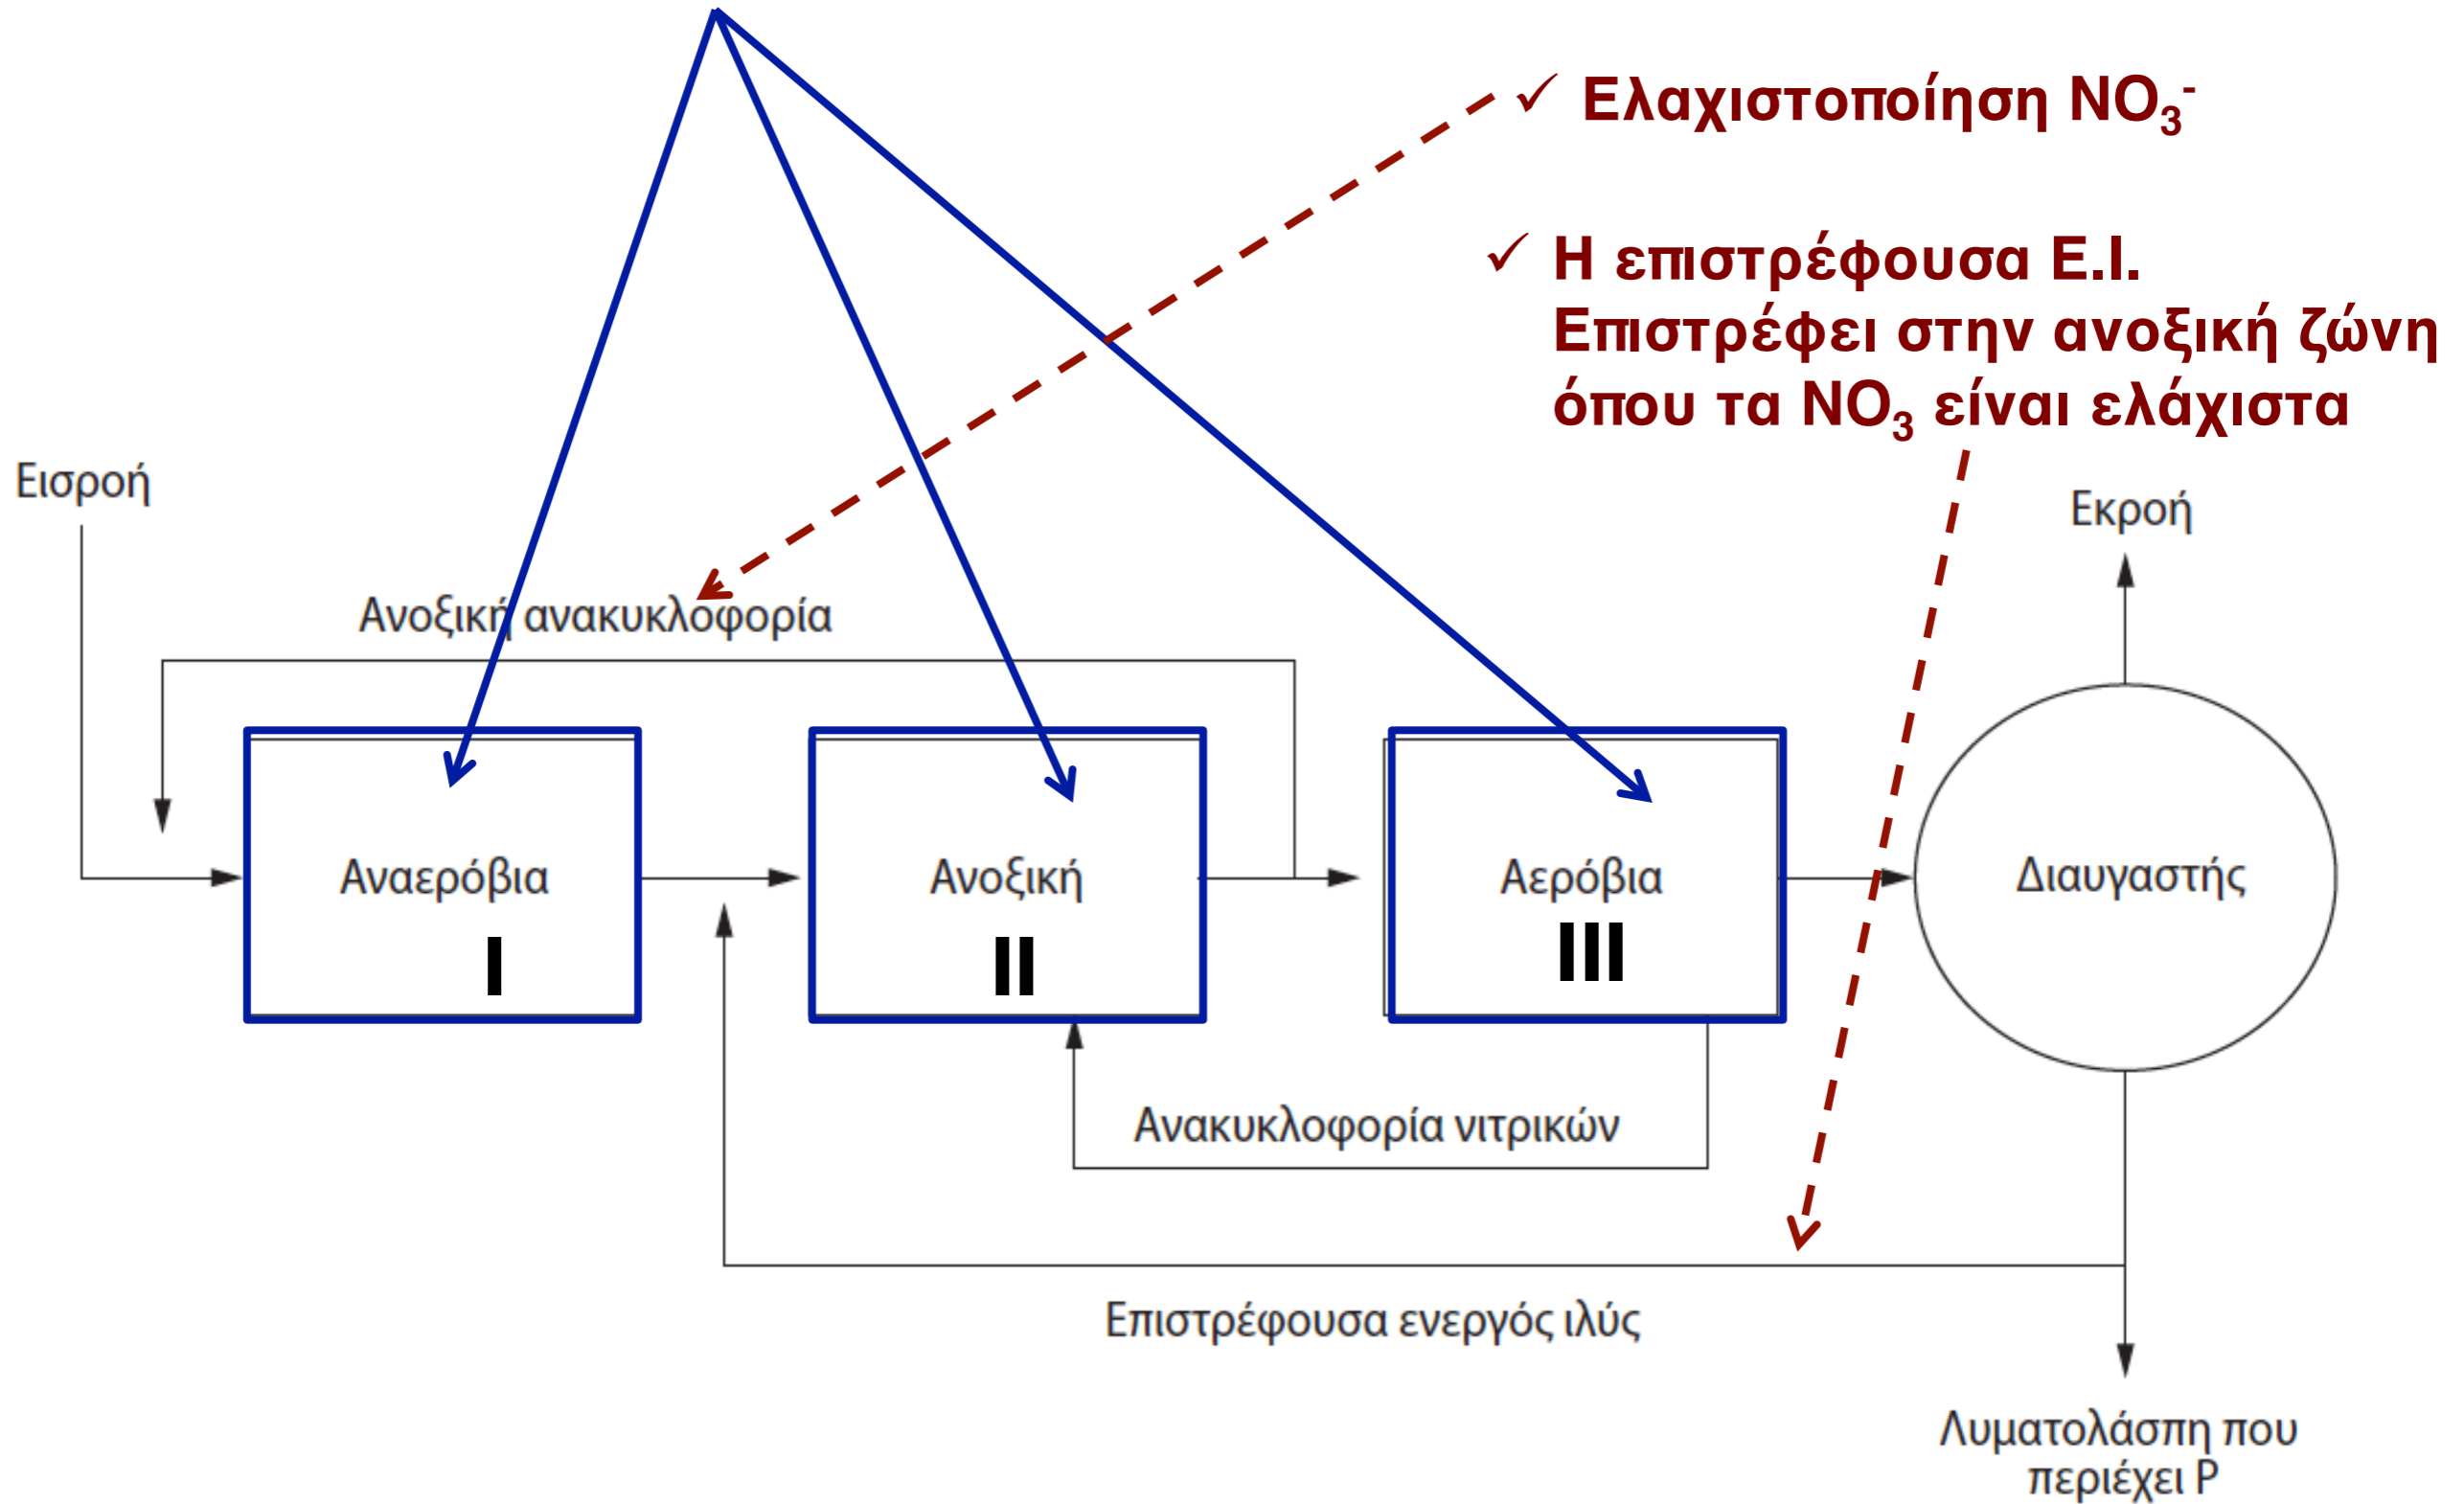 ✓ Ελαχιστοποίηση NO₃⁻
✓ Η επιστρέφουσα Ε.Ι.
Επιστρέφει στην ανοξική ζώνη
όπου τα NO₃ είναι ελάχιστα
Εισροή
Εκροή
Ανοξική ανακυκλοφορία
Αναερόβια
I
Ανοξική
II
Αερόβια
III
Διαυγαστής
Ανακυκλοφορία νιτρικών
Επιστρέφουσα ενεργός ιλύς
Λυματολάσπη που
περιέχει P